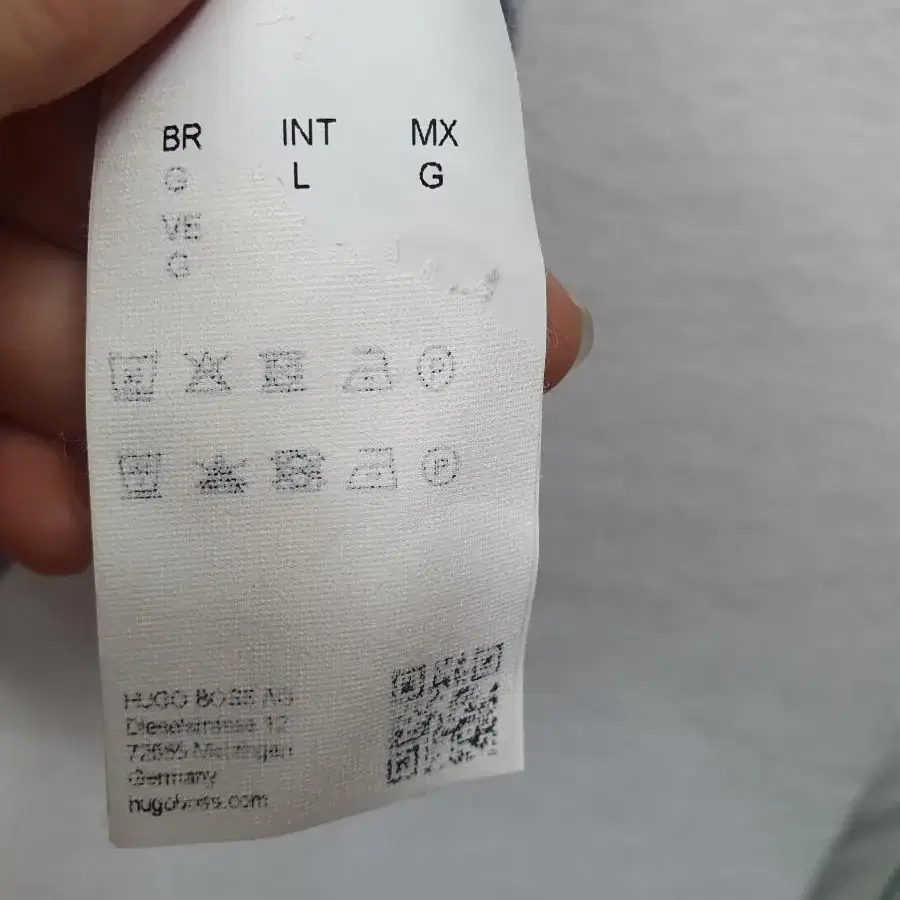 BR INT MX
G L G
VE
G
P
P
HUGO BOSS AG
Dieselstrasse 12
72555 Metzingen
Germany
hugoboss.com